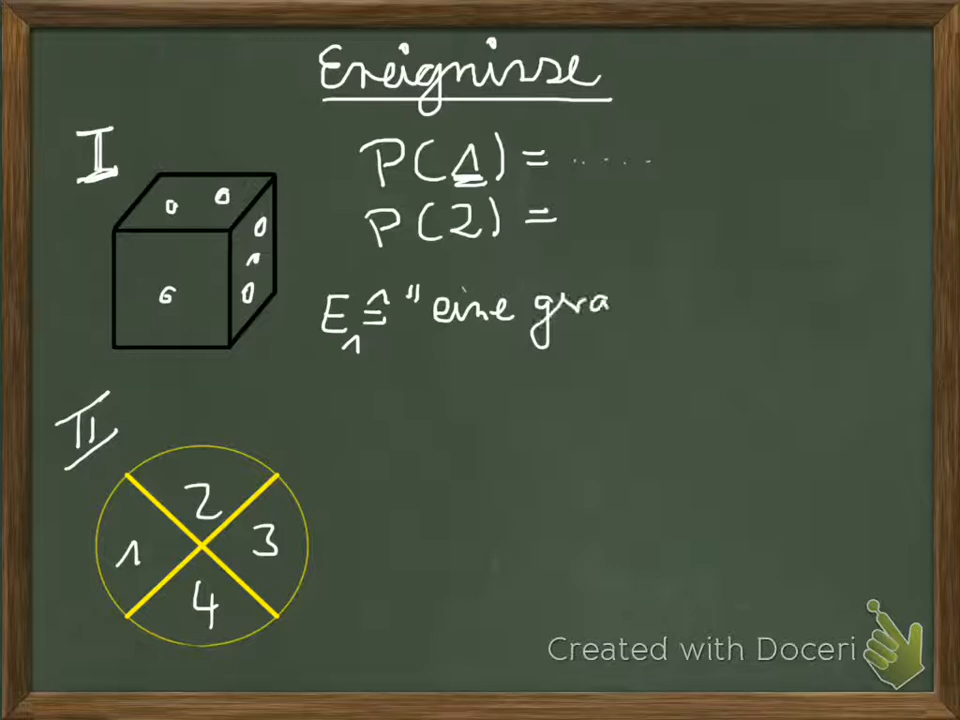 Ereignisse
I
P(1) = .....
P(2) =
E₁ ≙ "eine gra
II
2
1
3
4
Created with Doceri